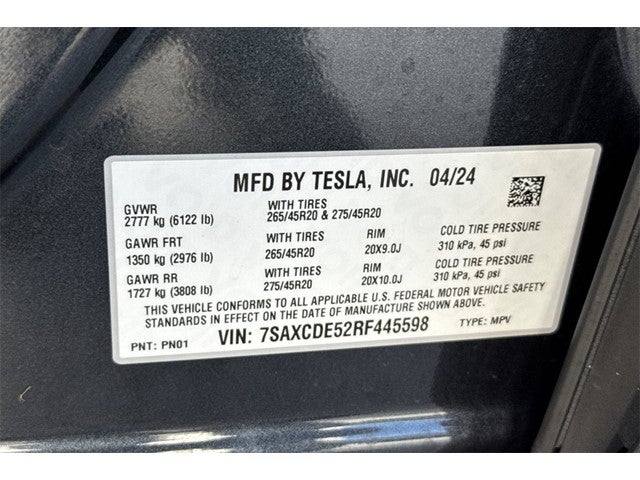 MFD BY TESLA, INC. 04/24
GVWR WITH TIRES
2777 kg (6122 lb) 265/45R20 & 275/45R20
GAWR FRT WITH TIRES RIM COLD TIRE PRESSURE
1350 kg (2976 lb) 265/45R20 20X9.0J 310 kPa, 45 psi
GAWR RR WITH TIRES RIM COLD TIRE PRESSURE
1727 kg (3808 lb) 275/45R20 20X10.0J 310 kPa, 45 psi
THIS VEHICLE CONFORMS TO ALL APPLICABLE U.S. FEDERAL MOTOR VEHICLE SAFETY
STANDARDS IN EFFECT ON THE DATE OF MANUFACTURE SHOWN ABOVE.
PNT: PN01 VIN: 7SAXCDE52RF445598 TYPE: MPV